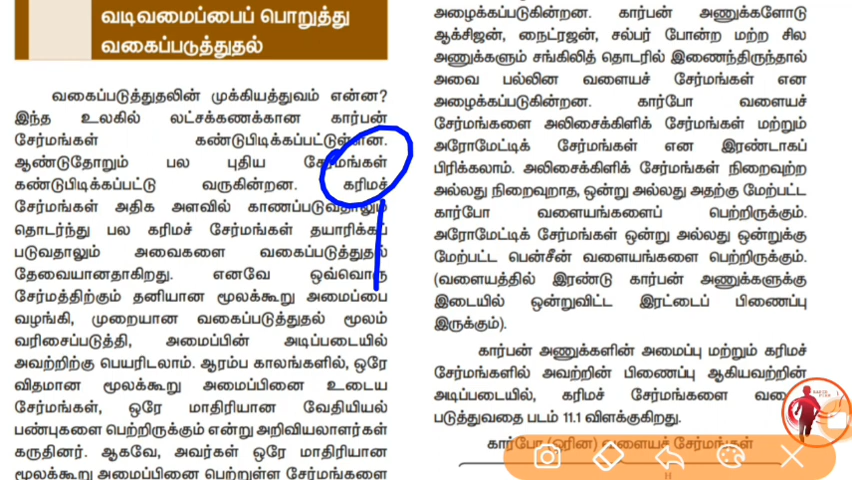 வடிவமைப்பைப் பொறுத்து
வகைப்படுத்துதல்
வகைப்படுத்துதலின் முக்கியத்துவம் என்ன?
இந்த உலகில் லட்சக்கணக்கான கார்பன்
சேர்மங்கள் கண்டுபிடிக்கப்பட்டுள்ளன.
ஆண்டுதோறும் பல புதிய சேர்மங்கள்
கண்டுபிடிக்கப்பட்டு வருகின்றன. கரிமச்
சேர்மங்கள் அதிக அளவில் காணப்படுவதாலும்
தொடர்ந்து பல கரிமச் சேர்மங்கள் தயாரிக்கப்
படுவதாலும் அவைகளை வகைப்படுத்துதல்
தேவையானதாகிறது. எனவே ஒவ்வொரு
சேர்மத்திற்கும் தனியான மூலக்கூறு அமைப்பை
வழங்கி, முறையான வகைப்படுத்துதல் மூலம்
வரிசைப்படுத்தி, அமைப்பின் அடிப்படையில்
அவற்றிற்கு பெயரிடலாம். ஆரம்ப காலங்களில், ஒரே
விதமான மூலக்கூறு அமைப்பினை உடைய
சேர்மங்கள், ஒரே மாதிரியான வேதியியல்
பண்புகளை பெற்றிருக்கும் என்று அறிவியலாளர்கள்
கருதினர். ஆகவே, அவர்கள் ஒரே மாதிரியான
மூலக்கூறு அமைப்பினை பெற்றுள்ள சேர்மங்களை
அழைக்கப்படுகின்றன. கார்பன் அணுக்களோடு
ஆக்சிஜன், நைட்ரஜன், சல்பர் போன்ற மற்ற சில
அணுக்களும் சங்கிலித் தொடரில் இணைந்திருந்தால்
அவை பல்லின வளையச் சேர்மங்கள் என
அழைக்கப்படுகின்றன. கார்போ வளையச்
சேர்மங்களை அலிசைக்கிளிக் சேர்மங்கள் மற்றும்
அரோமேட்டிக் சேர்மங்கள் என இரண்டாகப்
பிரிக்கலாம். அலிசைக்கிளிக் சேர்மங்கள் நிறைவுற்ற
அல்லது நிறைவுறாத, ஒன்று அல்லது அதற்கு மேற்பட்ட
கார்போ வளையங்களைப் பெற்றிருக்கும்.
அரோமேட்டிக் சேர்மங்கள் ஒன்று அல்லது ஒன்றுக்கு
மேற்பட்ட பென்சீன் வளையங்களை பெற்றிருக்கும்.
(வளையத்தில் இரண்டு கார்பன் அணுக்களுக்கு
இடையில் ஒன்றுவிட்ட இரட்டைப் பிணைப்பு
இருக்கும்).
கார்பன் அணுக்களின் அமைப்பு மற்றும் கரிமச்
சேர்மங்களில் அவற்றின் பிணைப்பு ஆகியவற்றின்
அடிப்படையில், கரிமச் சேர்மங்களை
படுத்துவதை படம் 11.1 விளக்குகிறது.
கார்போ (ஓரின) வளையச் சேர்மங்கள்